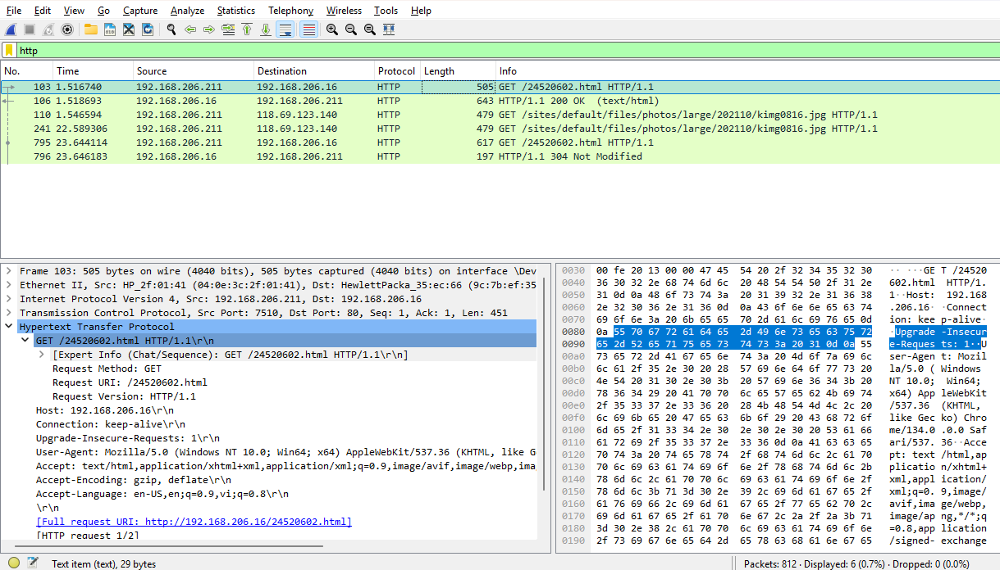 File Edit View Go Capture Analyze Statistics Telephony Wireless Tools Help
http
No. Time Source Destination Protocol Length Info
103 1.516740 192.168.206.211 192.168.206.16 HTTP 505 GET /24520602.html HTTP/1.1
106 1.518693 192.168.206.16 192.168.206.211 HTTP 643 HTTP/1.1 200 OK  (text/html)
110 1.546594 192.168.206.211 118.69.123.140 HTTP 479 GET /sites/default/files/photos/large/202110/kimg0816.jpg HTTP/1.1
241 22.589306 192.168.206.211 118.69.123.140 HTTP 479 GET /sites/default/files/photos/large/202110/kimg0816.jpg HTTP/1.1
795 23.644114 192.168.206.211 192.168.206.16 HTTP 617 GET /24520602.html HTTP/1.1
796 23.646183 192.168.206.16 192.168.206.211 HTTP 197 HTTP/1.1 304 Not Modified
Frame 103: 505 bytes on wire (4040 bits), 505 bytes captured (4040 bits) on interface \Dev
Ethernet II, Src: HP_2f:01:41 (04:0e:3c:2f:01:41), Dst: HewlettPacka_35:ec:66 (9c:7b:ef:35
Internet Protocol Version 4, Src: 192.168.206.211, Dst: 192.168.206.16
Transmission Control Protocol, Src Port: 7510, Dst Port: 80, Seq: 1, Ack: 1, Len: 451
Hypertext Transfer Protocol
GET /24520602.html HTTP/1.1\r\n
[Expert Info (Chat/Sequence): GET /24520602.html HTTP/1.1\r\n]
Request Method: GET
Request URI: /24520602.html
Request Version: HTTP/1.1
Host: 192.168.206.16\r\n
Connection: keep-alive\r\n
Upgrade-Insecure-Requests: 1\r\n
User-Agent: Mozilla/5.0 (Windows NT 10.0; Win64; x64) AppleWebKit/537.36 (KHTML, like G
Accept: text/html,application/xhtml+xml,application/xml;q=0.9,image/avif,image/webp,ima
Accept-Encoding: gzip, deflate\r\n
Accept-Language: en-US,en;q=0.9,vi;q=0.8\r\n
\r\n
[Full request URI: http://192.168.206.16/24520602.html]
[HTTP request 1/2]
0030 00 fe 20 13 00 00 47 45 54 20 2f 32 34 35 32 30 ·· ···GE T /24520
0040 36 30 32 2e 68 74 6d 6c 20 48 54 54 50 2f 31 2e 602.html HTTP/1.
0050 31 0d 0a 48 6f 73 74 3a 20 31 39 32 2e 31 36 38 1··Host: 192.168
0060 2e 32 30 36 2e 31 36 0d 0a 43 6f 6e 6e 65 63 74 .206.16· ·Connect
0070 69 6f 6e 3a 20 6b 65 65 70 2d 61 6c 69 76 65 0d ion: kee p-alive·
0080 0a 55 70 67 72 61 64 65 2d 49 6e 73 65 63 75 72 ·Upgrade -Insecur
0090 65 2d 52 65 71 75 65 73 74 73 3a 20 31 0d 0a 55 e-Reques ts: 1··U
00a0 73 65 72 2d 41 67 65 6e 74 3a 20 4d 6f 7a 69 6c ser-Agen t: Mozil
00b0 6c 61 2f 35 2e 30 20 28 57 69 6e 64 6f 77 73 20 la/5.0 ( Windows
00c0 4e 54 20 31 30 2e 30 3b 20 57 69 6e 36 34 3b 20 NT 10.0; Win64;
00d0 78 36 34 29 20 41 70 70 6c 65 57 65 62 4b 69 74 x64) App leWebKit
00e0 2f 35 33 37 2e 33 36 20 28 4b 48 54 4d 4c 2c 20 /537.36 (KHTML,
00f0 6c 69 6b 65 20 47 65 63 6b 6f 29 20 43 68 72 6f like Gec ko) Chro
0100 6d 65 2f 31 33 34 2e 30 2e 30 2e 30 20 53 61 66 me/134.0 .0.0 Saf
0110 61 72 69 2f 35 33 37 2e 33 36 0d 0a 41 63 63 65 ari/537. 36··Acce
0120 70 74 3a 20 74 65 78 74 2f 68 74 6d 6c 2c 61 70 pt: text /html,ap
0130 70 6c 69 63 61 74 69 6f 6e 2f 78 68 74 6d 6c 2b plicatio n/xhtml+
0140 78 6d 6c 2c 61 70 70 6c 69 63 61 74 69 6f 6e 2f xml,appl ication/
0150 78 6d 6c 3b 71 3d 30 2e 39 2c 69 6d 61 67 65 2f xml;q=0. 9,image/
0160 61 76 69 66 2c 69 6d 61 67 65 2f 77 65 62 70 2c avif,ima ge/webp,
0170 69 6d 61 67 65 2f 61 70 6e 67 2c 2a 2f 2a 3b 71 image/ap ng,*/*;q
0180 3d 30 2e 38 2c 61 70 70 6c 69 63 61 74 69 6f 6e =0.8,app lication
0190 2f 73 69 67 6e 65 64 2d 65 78 63 68 61 6e 67 65 /signed- exchange
Text item (text), 29 bytes Packets: 812 · Displayed: 6 (0.7%) · Dropped: 0 (0.0%)